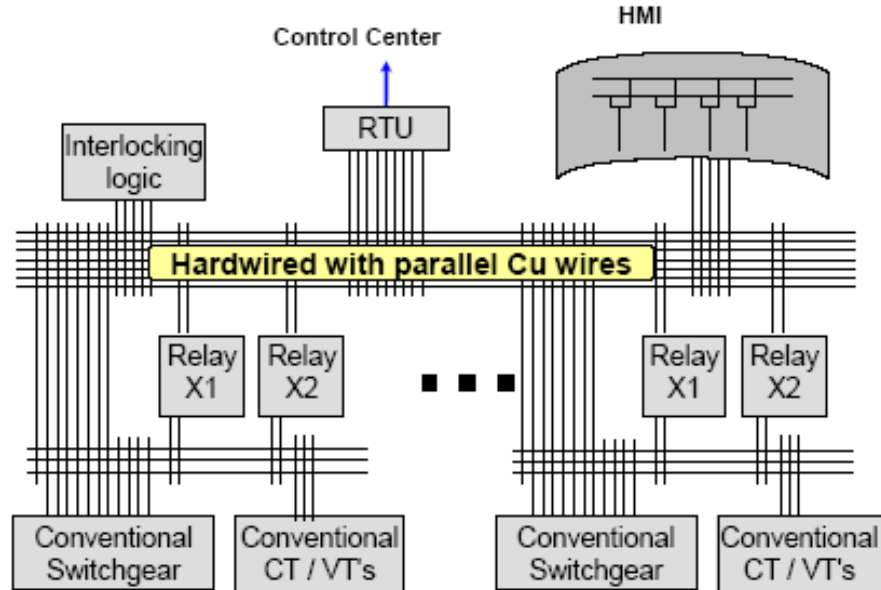 HMI
Control Center
RTU
Interlocking
logic
Hardwired with parallel Cu wires
Relay
X1
Relay
X2
Relay
X1
Relay
X2
Conventional
Switchgear
Conventional
CT / VT's
Conventional
Switchgear
Conventional
CT / VT's